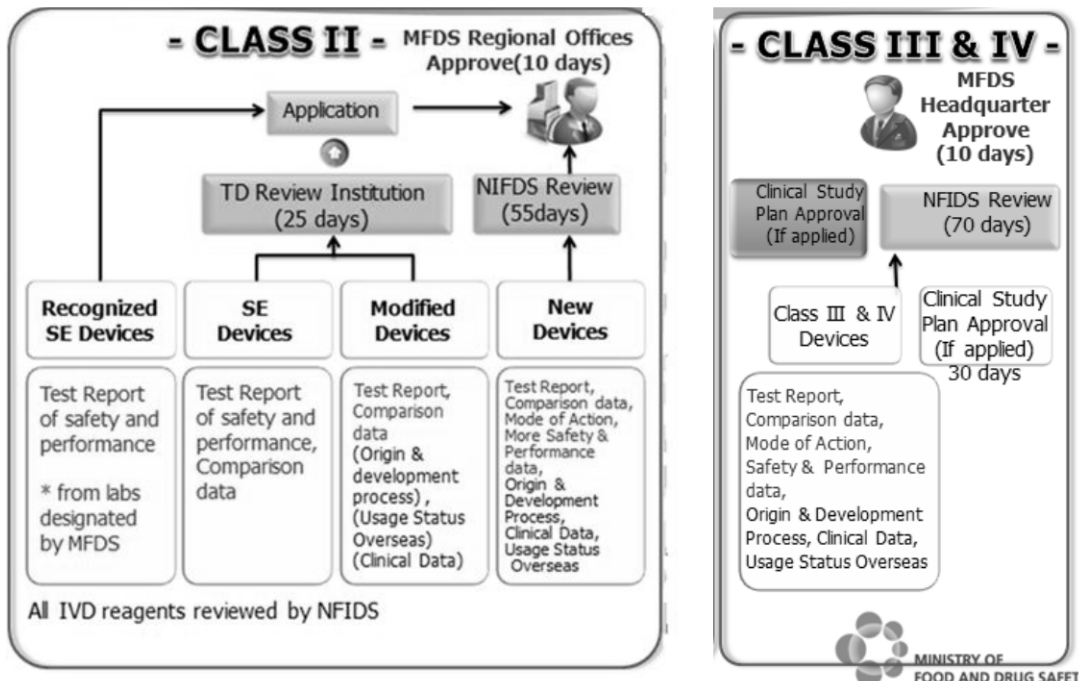 - CLASS II -
MFDS Regional Offices
Approve(10 days)
Application
TD Review Institution
(25 days)
NIFDS Review
(55days)
Recognized
SE Devices
SE
Devices
Modified
Devices
New
Devices
Test Report
of safety and
performance
* from labs
designated
by MFDS
Test Report
of safety and
performance,
Comparison
data
Test Report,
Comparison
data
(Origin &
development
process) ,
(Usage Status
Overseas)
(Clinical Data)
Test Report,
Comparison data,
Mode of Action,
More Safety &
Performance
data,
Origin &
Development
Process,
Clinical Data,
Usage Status
Overseas
All IVD reagents reviewed by NFIDS
- CLASS III & IV -
MFDS
Headquarter
Approve
(10 days)
Clinical Study
Plan Approval
(If applied)
NFIDS Review
(70 days)
Class III & IV
Devices
Clinical Study
Plan Approval
(If applied)
30 days
Test Report,
Comparison data,
Mode of Action,
Safety & Performance
data,
Origin & Development
Process, Clinical Data,
Usage Status Overseas
MINISTRY OF
FOOD AND DRUG SAFET